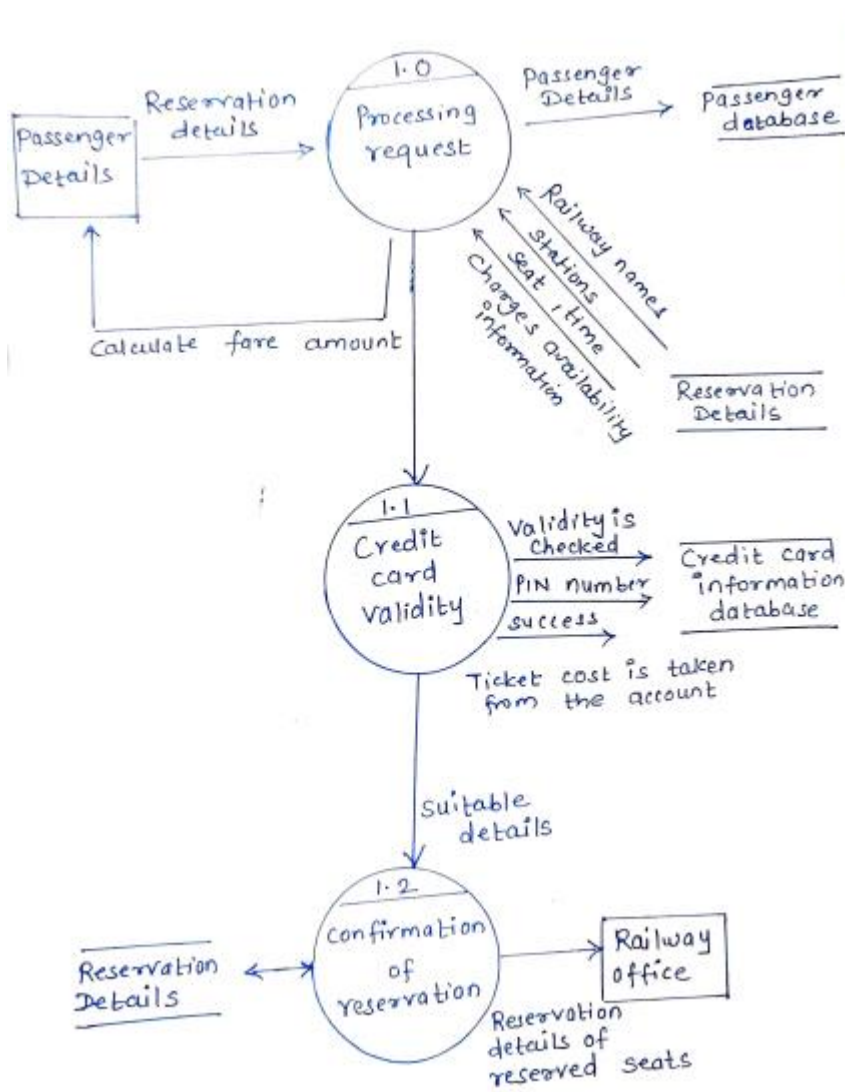 1.0
Processing
request
Passenger
Details
Reservation
details
Passenger
Details
Passenger
database
Railway names
Stations
seat, time
Charges availability
information
Calculate fare amount
Reservation
Details
1.1
Credit
card
validity
Validity is
checked
PIN number
success
Credit card
information
database
Ticket cost is taken
from the account
Suitable
details
1.2
Confirmation
of
reservation
Reservation
Details
Railway
office
Reservation
details of
reserved seats